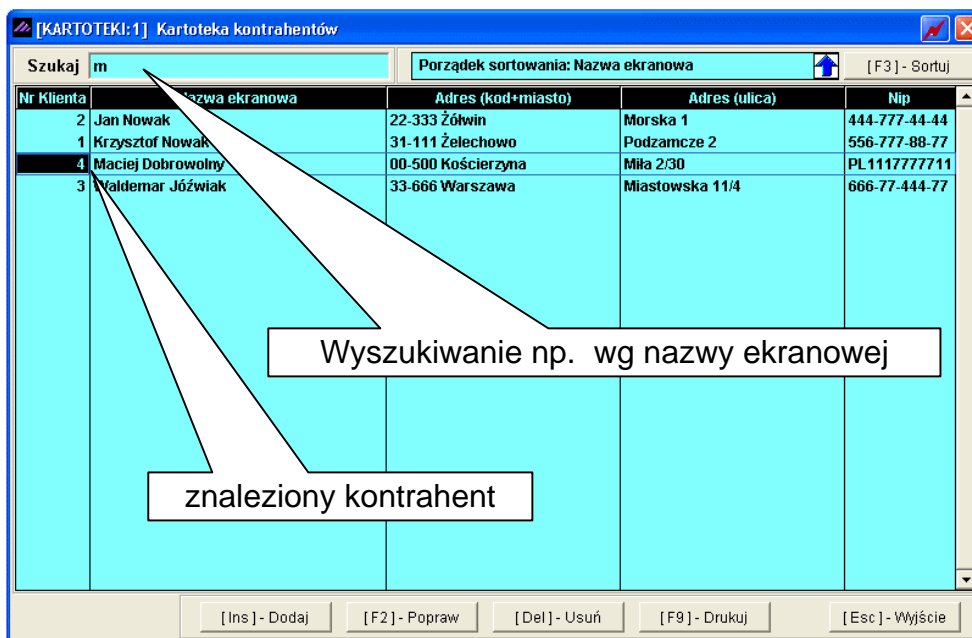 [KARTOTEKI:1] Kartoteka kontrahentów
Szukaj m Porządek sortowania: Nazwa ekranowa [F3] - Sortuj
Nr Klienta Nazwa ekranowa Adres (kod+miasto) Adres (ulica) Nip
2 Jan Nowak 22-333 Żółwin Morska 1 444-777-44-44
1 Krzysztof Nowak 31-111 Żelechowo Podzamcze 2 556-777-88-77
4 Maciej Dobrowolny 00-500 Kościerzyna Miła 2/30 PL1117777711
3 Waldemar Jóźwiak 33-666 Warszawa Miastowska 11/4 666-77-444-77
Wyszukiwanie np. wg nazwy ekranowej
znaleziony kontrahent
[Ins] - Dodaj [F2] - Popraw [Del] - Usuń [F9] - Drukuj [Esc] - Wyjście